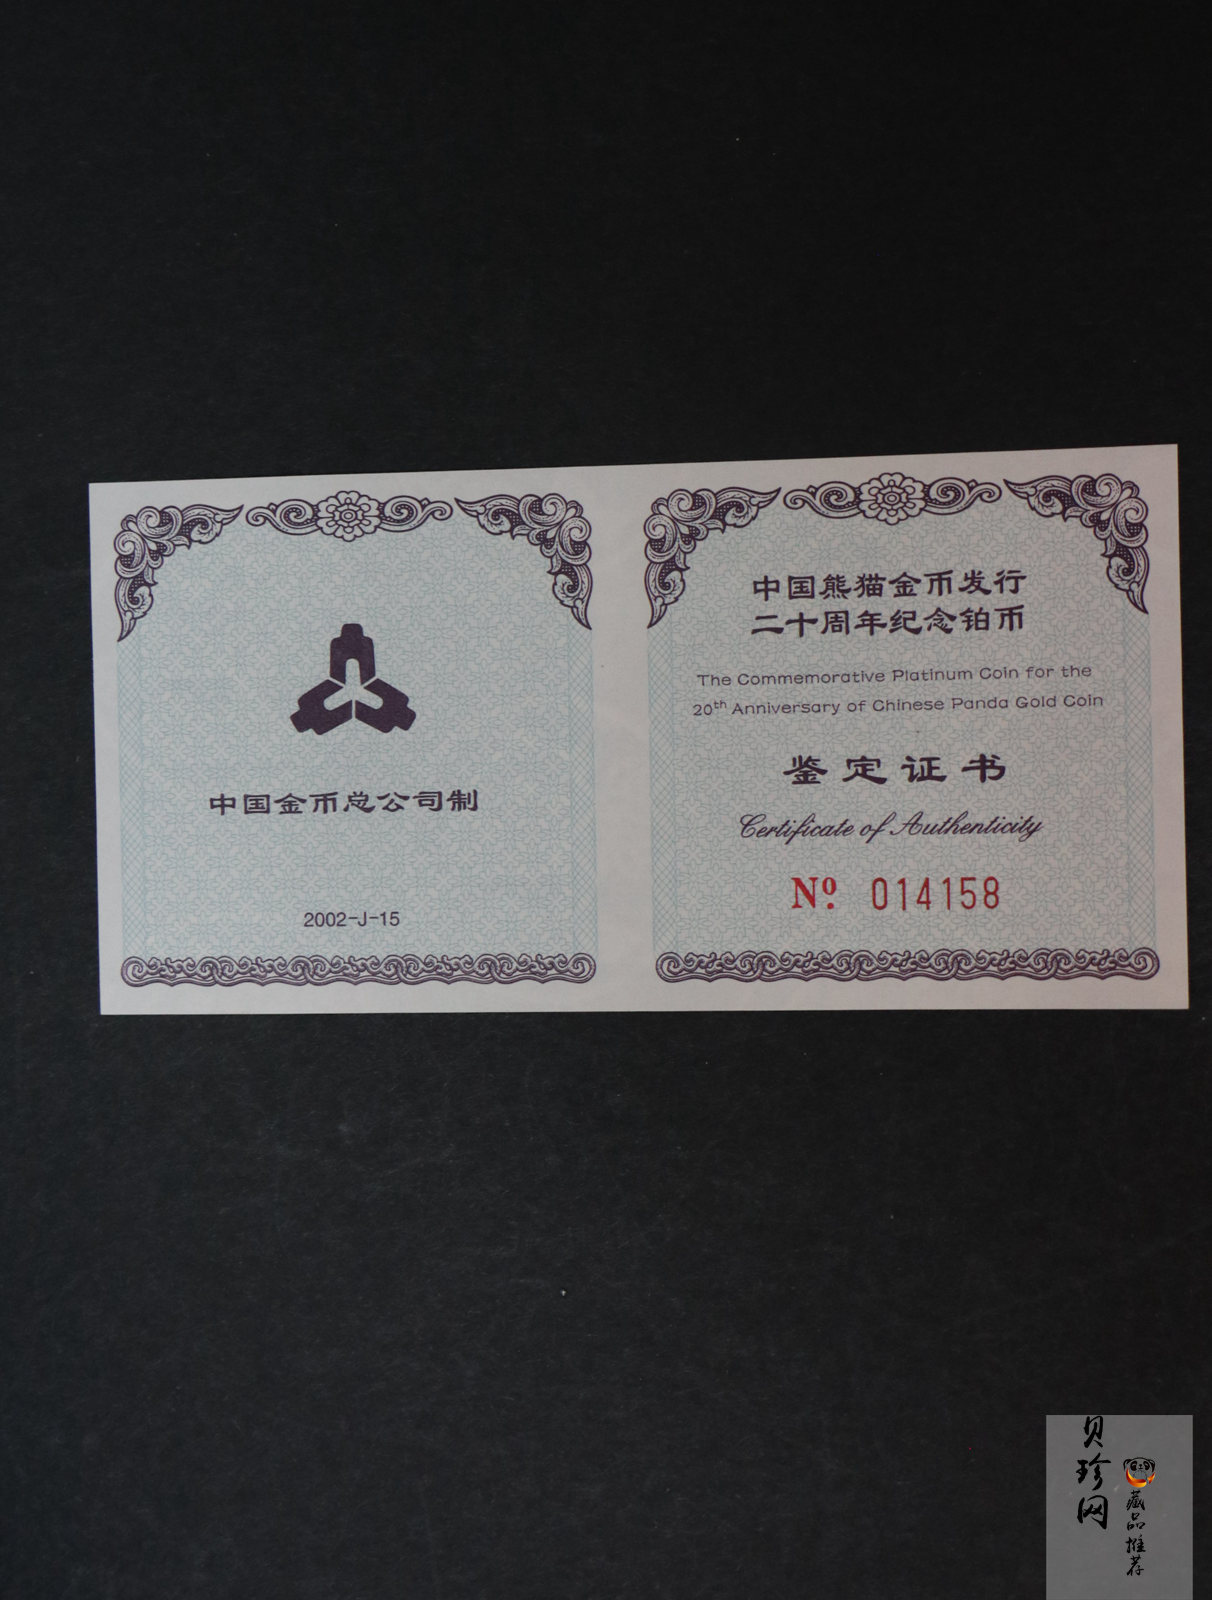 中国金币总公司制
2002-J-15
中国熊猫金币发行
二十周年纪念铂币
The Commemorative Platinum Coin for the
20th Anniversary of Chinese Panda Gold Coin
鉴定证书
Certificate of Authenticity
Nº. 014158
贝珍网
藏品推荐